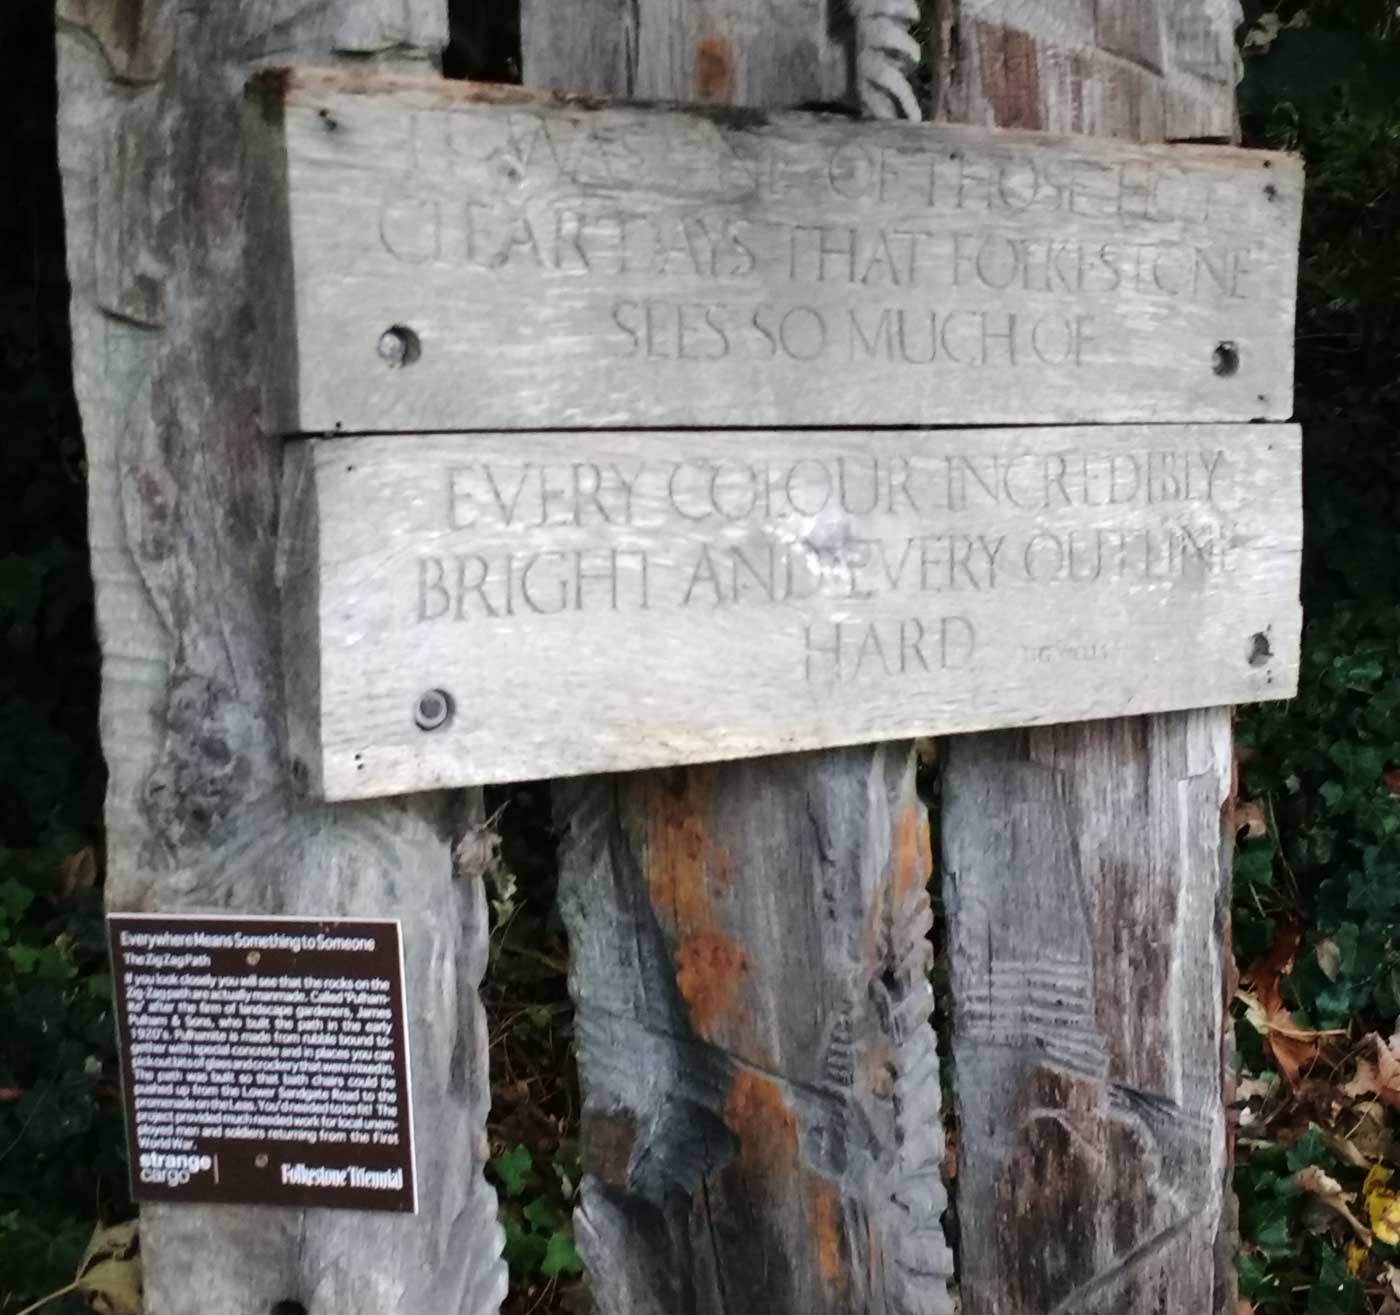 IT WAS ONE OF THOSE HOT
CLEAR DAYS THAT FOLKESTONE
SEES SO MUCH OF
EVERY COLOUR INCREDIBLY
BRIGHT AND EVERY OUTLINE
HARD HG WELLS
Everywhere Means Something to Someone
The Zig Zag Path
If you look closely you will see that the rocks on the
Zig-Zag path are actually manmade. Called 'Pulham-
ite' after the firm of landscape gardeners, James
Pulham & Sons, who built the path in the early
1920's. Pulhamite is made from rubble bound to-
gether with special concrete and in places you can
pick out bits of glass and crockery that were mixed in.
The path was built so that bath chairs could be
pushed up from the Lower Sandgate Road to the
promenade on the Leas. You'd needed to be fit! The
project provided much needed work for local unem-
ployed men and soldiers returning from the First
World War.
strange
cargo
Folkestone Triennial